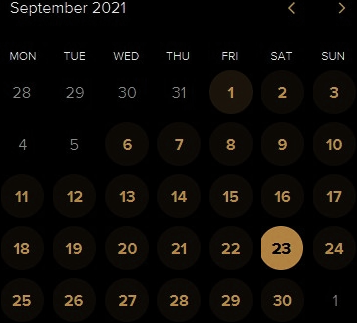 September 2021
MON TUE WED THU FRI SAT SUN
28 29 30 31 1 2 3
4 5 6 7 8 9 10
11 12 13 14 15 16 17
18 19 20 21 22 23 24
25 26 27 28 29 30 1